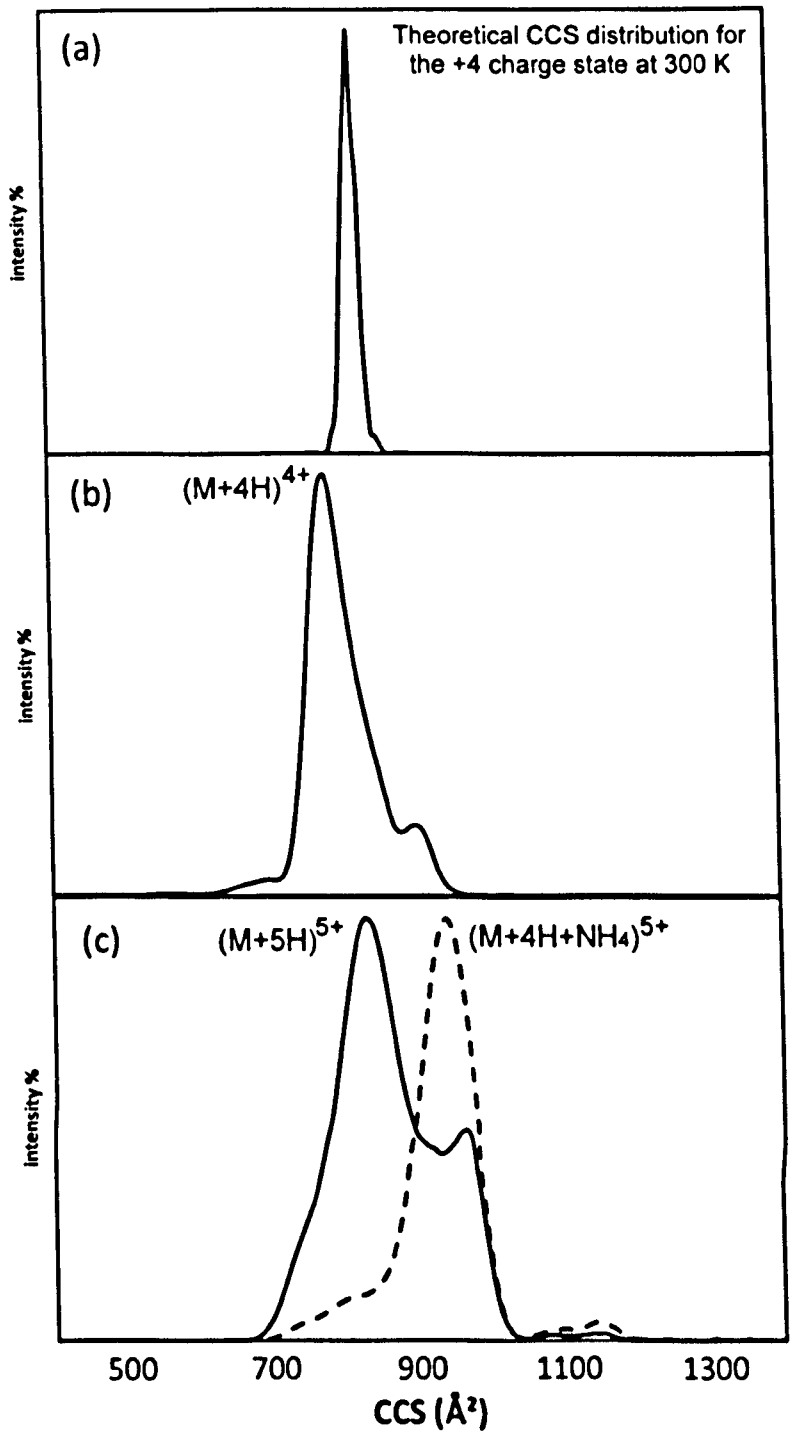 (a)
Theoretical CCS distribution for
the +4 charge state at 300 K
intensity %
(b)
(M+4H)⁴⁺
intensity %
(c)
(M+5H)⁵⁺
(M+4H+NH₄)⁵⁺
intensity %
500 700 900 1100 1300
CCS (Å²)